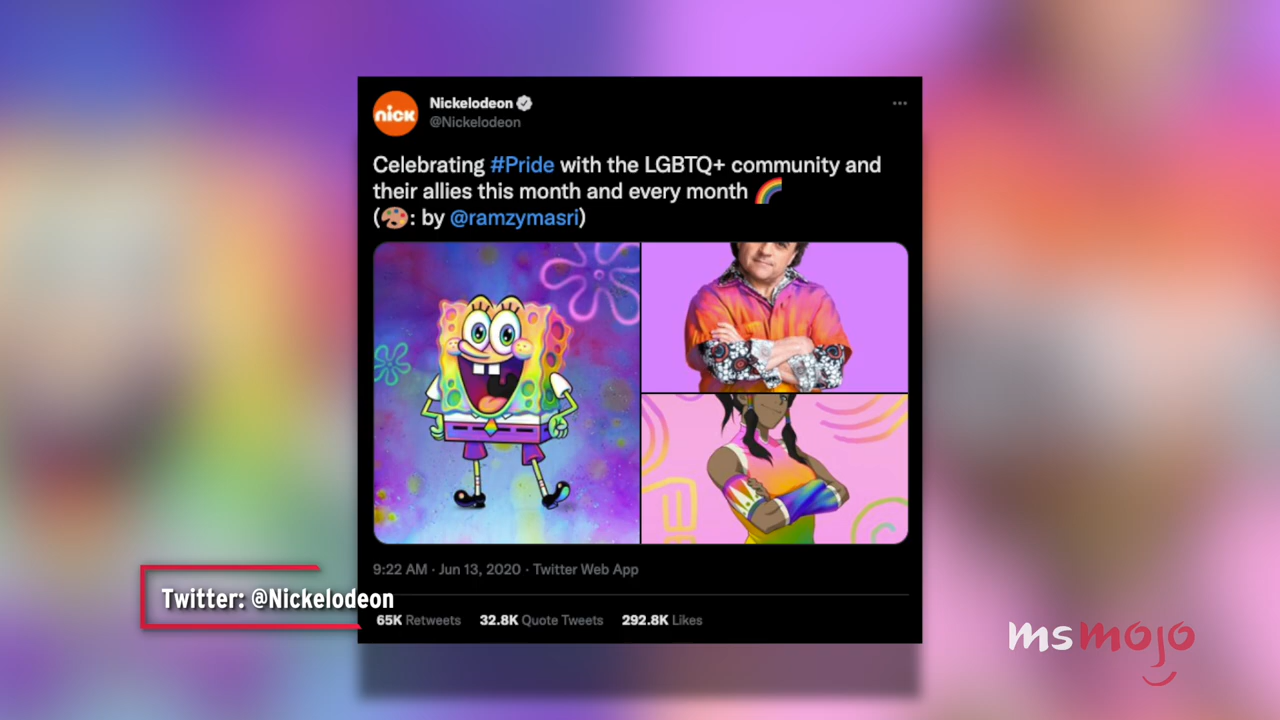 nick
Nickelodeon
@Nickelodeon
Celebrating #Pride with the LGBTQ+ community and
their allies this month and every month 🌈
(🎨: by @ramzymasri)
9:22 AM · Jun 13, 2020 · Twitter Web App
65K Retweets 32.8K Quote Tweets 292.8K Likes
Twitter: @Nickelodeon
msmojo